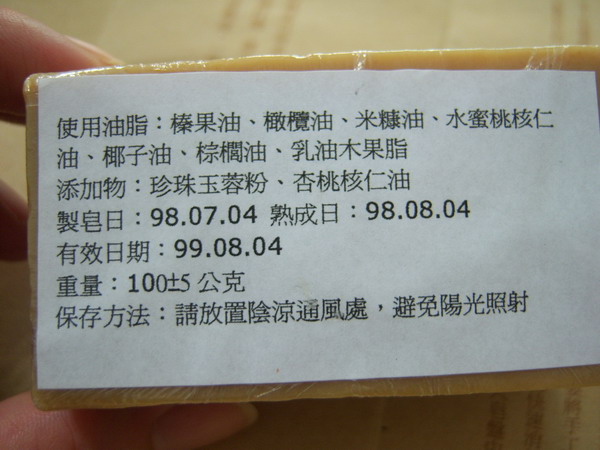 使用油脂：榛果油、橄欖油、米糠油、水蜜桃核仁
油、椰子油、棕櫚油、乳油木果脂
添加物：珍珠玉蓉粉、杏桃核仁油
製皂日：98.07.04 熟成日：98.08.04
有效日期：99.08.04
重量：100±5 公克
保存方法：請放置陰涼通風處，避免陽光照射